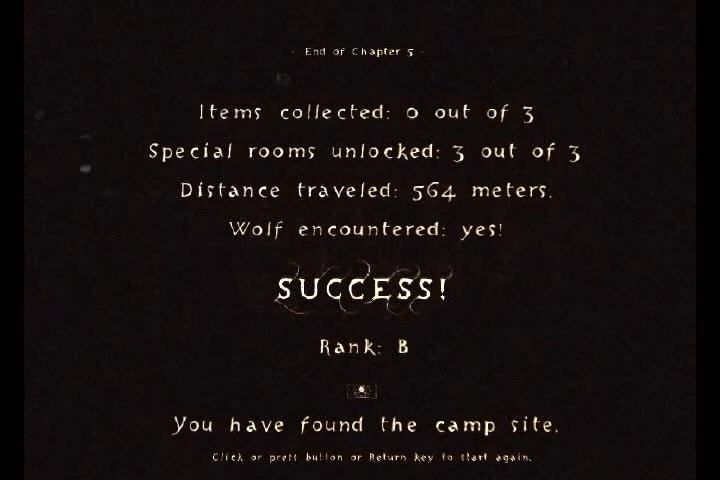 - End of Chapter 5 -
Items collected: 0 out of 3
Special rooms unlocked: 3 out of 3
Distance traveled: 564 meters.
Wolf encountered: yes!
SUCCESS!
Rank: B
You have found the camp site.
Click or press button or Return key to start again.